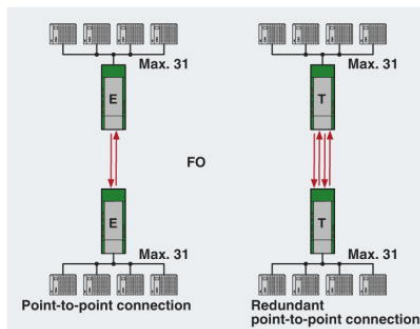 Max. 31
Max. 31
E
T
FO
E
T
Max. 31
Max. 31
Point-to-point connection
Redundant
point-to-point connection